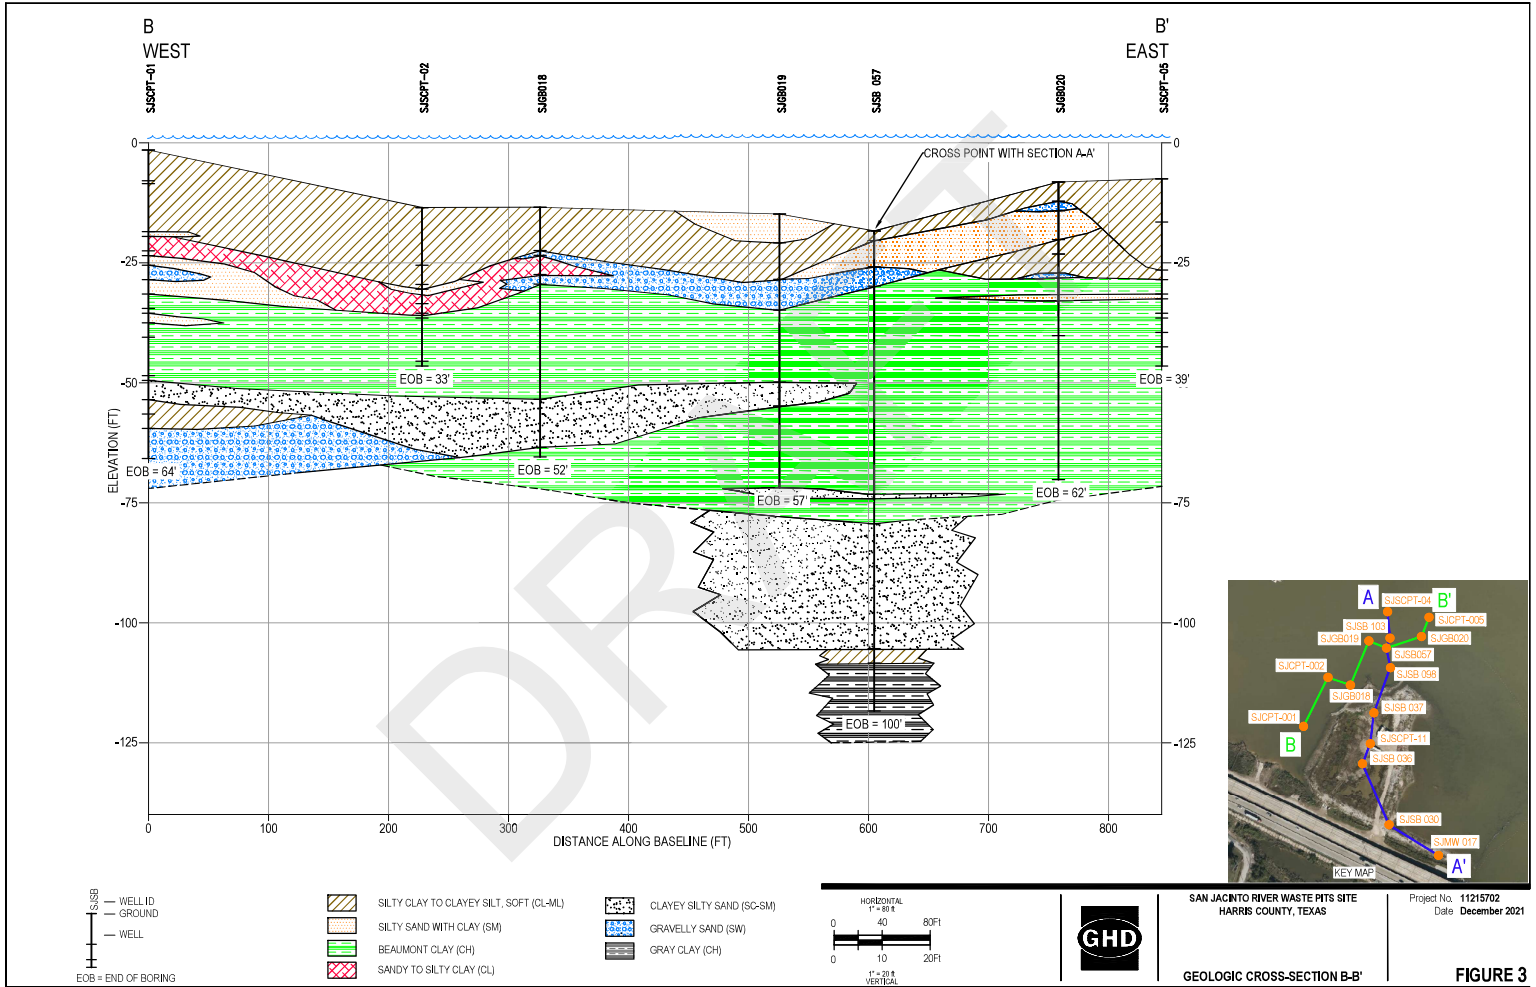 B
WEST
B'
EAST
SJSCPT-01
SJSCPT-02
SJGB018
SJGB019
SJSB 057
SJGB020
SJSCPT-05
0
0
CROSS POINT WITH SECTION A-A'
-25
-25
-50
-50
EOB = 33'
EOB = 39'
ELEVATION (FT)
EOB = 64'
EOB = 52'
EOB = 57'
EOB = 62'
-75
-75
-100
-100
EOB = 100'
-125
-125
0
100
200
300
400
500
600
700
800
DISTANCE ALONG BASELINE (FT)
DRAFT
A
SJSCPT-04
B'
SJSB 103
SJCPT-005
SJGB019
SJGB020
SJSB057
SJCPT-002
SJSB 098
SJGB018
SJSB 037
SJCPT-001
B
SJSCPT-11
SJSB 036
SJSB 030
SJMW 017
KEY MAP
A'
SJSB
WELL ID
GROUND
WELL
EOB = END OF BORING
SILTY CLAY TO CLAYEY SILT, SOFT (CL-ML)
SILTY SAND WITH CLAY (SM)
BEAUMONT CLAY (CH)
SANDY TO SILTY CLAY (CL)
CLAYEY SILTY SAND (SC-SM)
GRAVELLY SAND (SW)
GRAY CLAY (CH)
HORIZONTAL
1" = 80 ft
0 40 80Ft
0 10 20Ft
1" = 20 ft
VERTICAL
GHD
SAN JACINTO RIVER WASTE PITS SITE
HARRIS COUNTY, TEXAS
GEOLOGIC CROSS-SECTION B-B'
Project No. 11215702
Date December 2021
FIGURE 3